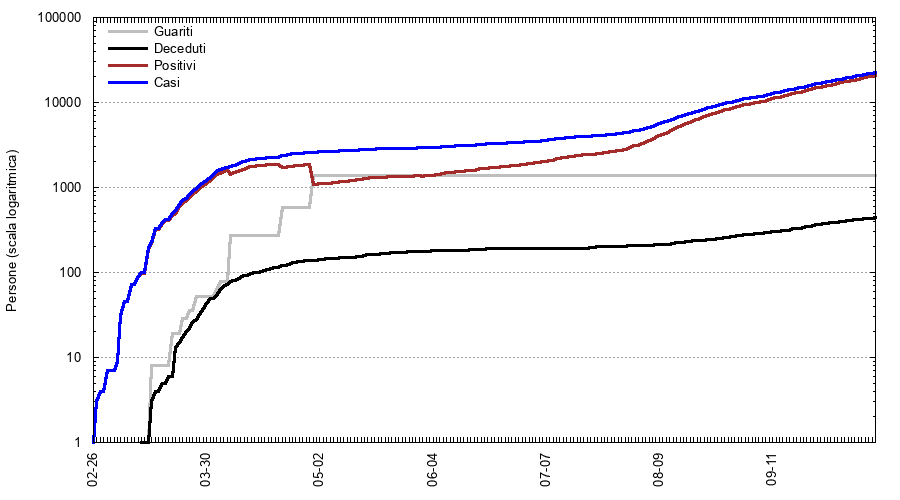 Persone (scala logaritmica)
100000
10000
1000
100
10
1
Guariti
Deceduti
Positivi
Casi
02-26
03-30
05-02
06-04
07-07
08-09
09-11